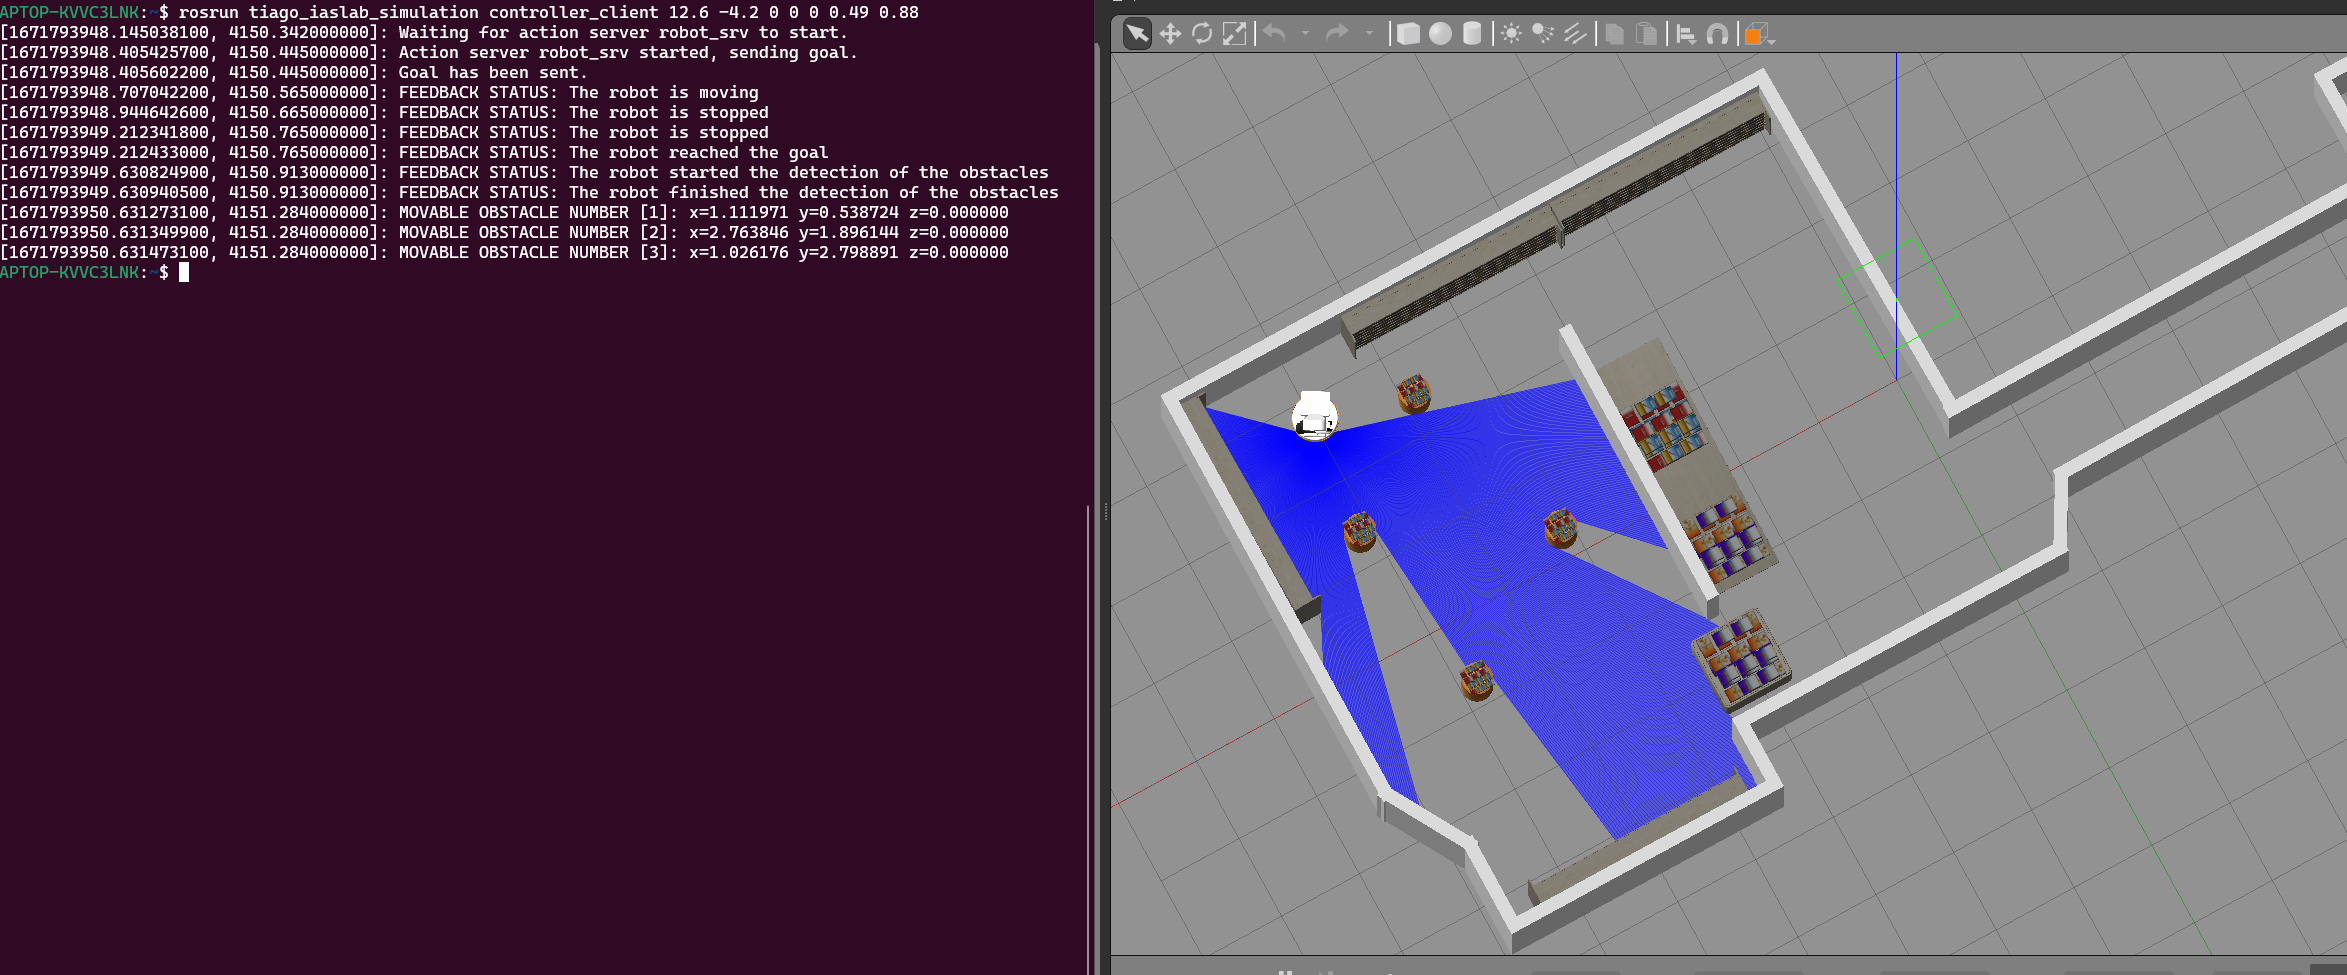 APTOP-KVVC3LNK:~$ rosrun tiago_iaslab_simulation controller_client 12.6 -4.2 0 0 0 0.49 0.88
[1671793948.145038100, 4150.342000000]: Waiting for action server robot_srv to start.
[1671793948.405425700, 4150.445000000]: Action server robot_srv started, sending goal.
[1671793948.405602200, 4150.445000000]: Goal has been sent.
[1671793948.707042200, 4150.565000000]: FEEDBACK STATUS: The robot is moving
[1671793948.944642600, 4150.665000000]: FEEDBACK STATUS: The robot is stopped
[1671793949.212341800, 4150.765000000]: FEEDBACK STATUS: The robot is stopped
[1671793949.212433000, 4150.765000000]: FEEDBACK STATUS: The robot reached the goal
[1671793949.630824900, 4150.913000000]: FEEDBACK STATUS: The robot started the detection of the obstacles
[1671793949.630940500, 4150.913000000]: FEEDBACK STATUS: The robot finished the detection of the obstacles
[1671793950.631273100, 4151.284000000]: MOVABLE OBSTACLE NUMBER [1]: x=1.111971 y=0.538724 z=0.000000
[1671793950.631349900, 4151.284000000]: MOVABLE OBSTACLE NUMBER [2]: x=2.763846 y=1.896144 z=0.000000
[1671793950.631473100, 4151.284000000]: MOVABLE OBSTACLE NUMBER [3]: x=1.026176 y=2.798891 z=0.000000
APTOP-KVVC3LNK:~$